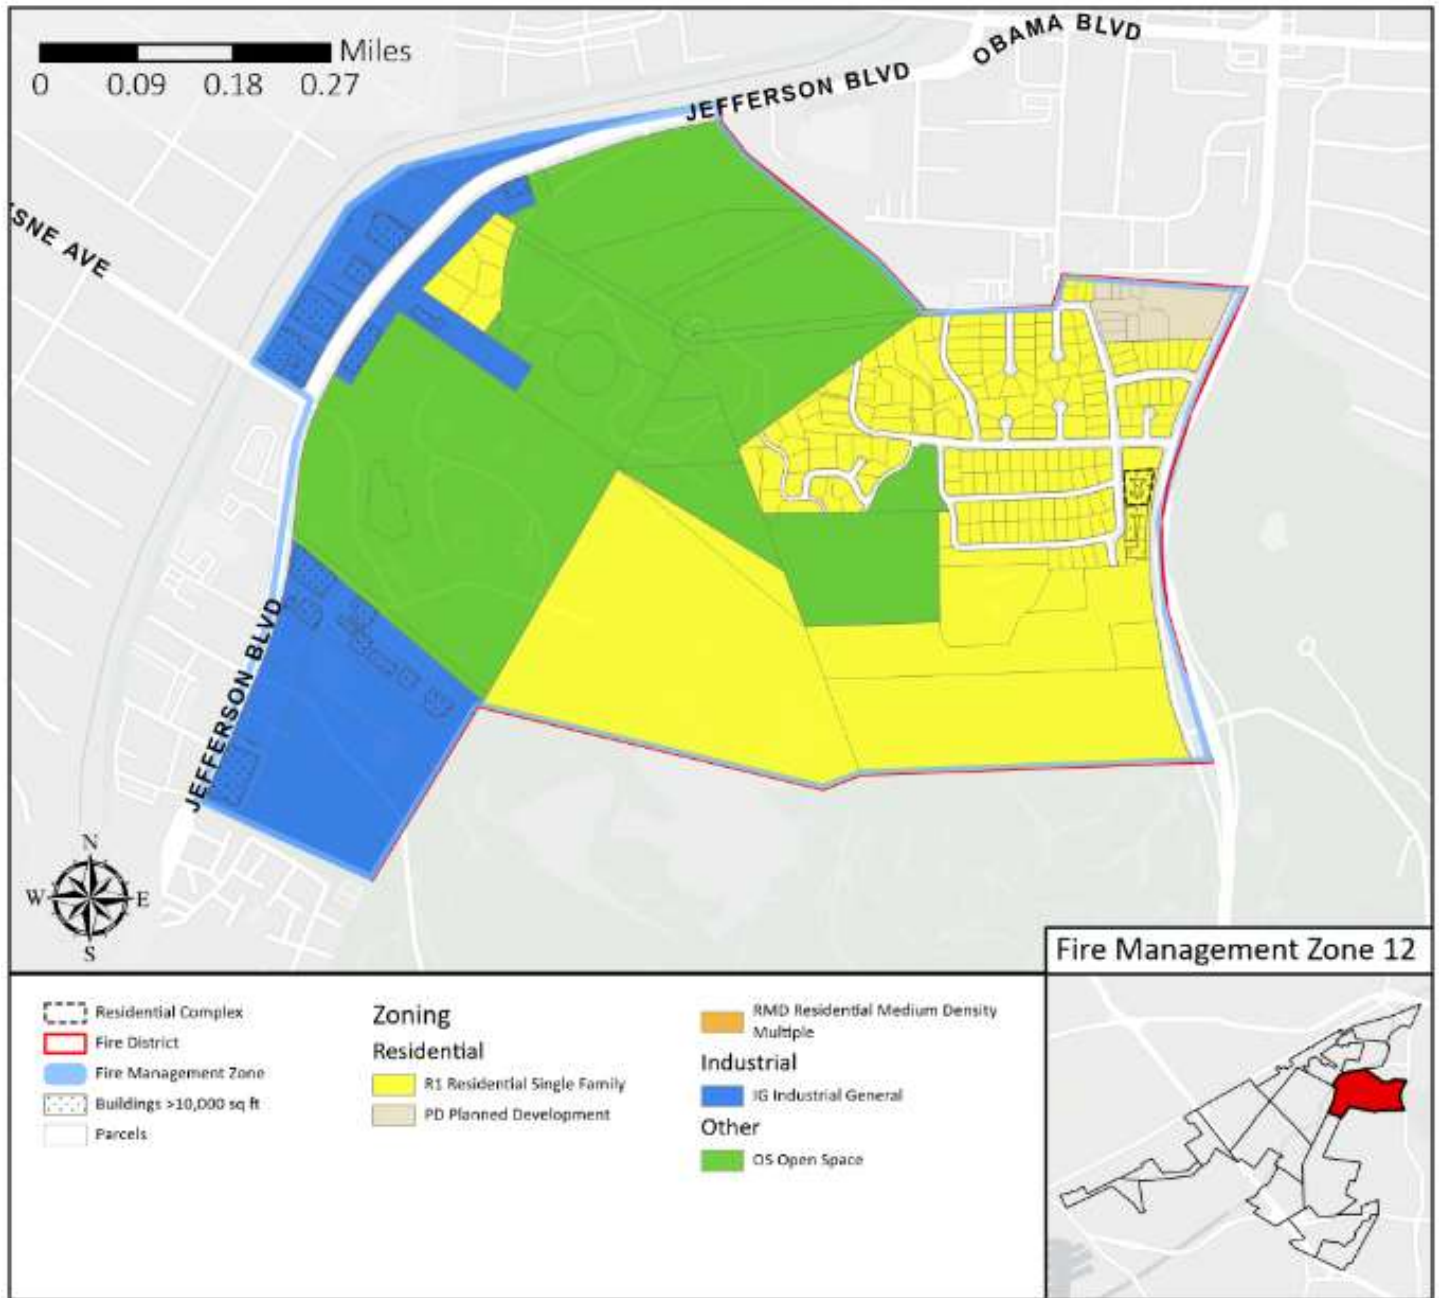 OBAMA BLVD
Miles
0 0.09 0.18 0.27
JEFFERSON BLVD
SNE AVE
JEFFERSON BLVD
N
W E
S
Fire Management Zone 12
Residential Complex
Fire District
Fire Management Zone
Buildings >10,000 sq ft
Parcels
Zoning
Residential
R1 Residential Single Family
PD Planned Development
RMD Residential Medium Density
Multiple
Industrial
IG Industrial General
Other
OS Open Space